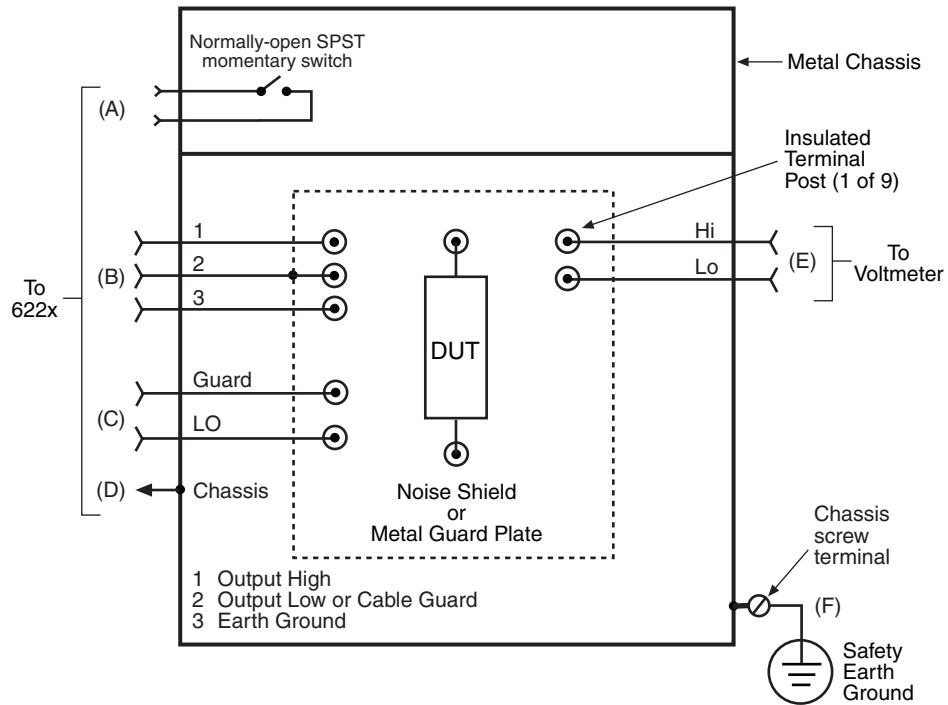 Normally-open SPST
momentary switch
Metal Chassis
(A)
Insulated
Terminal
Post (1 of 9)
1
Hi
(B)
2
Lo
(E)
To
Voltmeter
To
622x
3
DUT
Guard
(C)
LO
(D)
Chassis
Noise Shield
or
Metal Guard Plate
Chassis
screw
terminal
1 Output High
2 Output Low or Cable Guard
3 Earth Ground
(F)
Safety
Earth
Ground